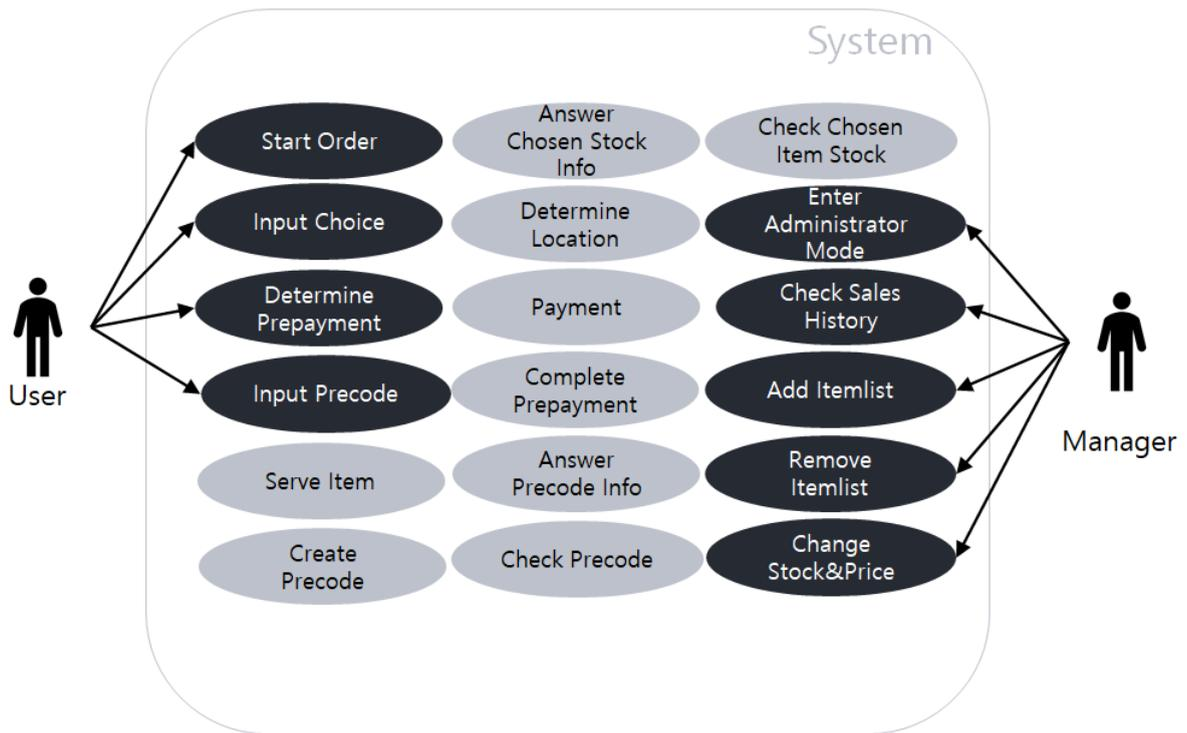 System
Start Order
Answer
Chosen Stock
Info
Check Chosen
Item Stock
Input Choice
Determine
Location
Enter
Administrator
Mode
Determine
Prepayment
Payment
Check Sales
History
Input Precode
Complete
Prepayment
Add Itemlist
Serve Item
Answer
Precode Info
Remove
Itemlist
Create
Precode
Check Precode
Change
Stock&Price
User
Manager